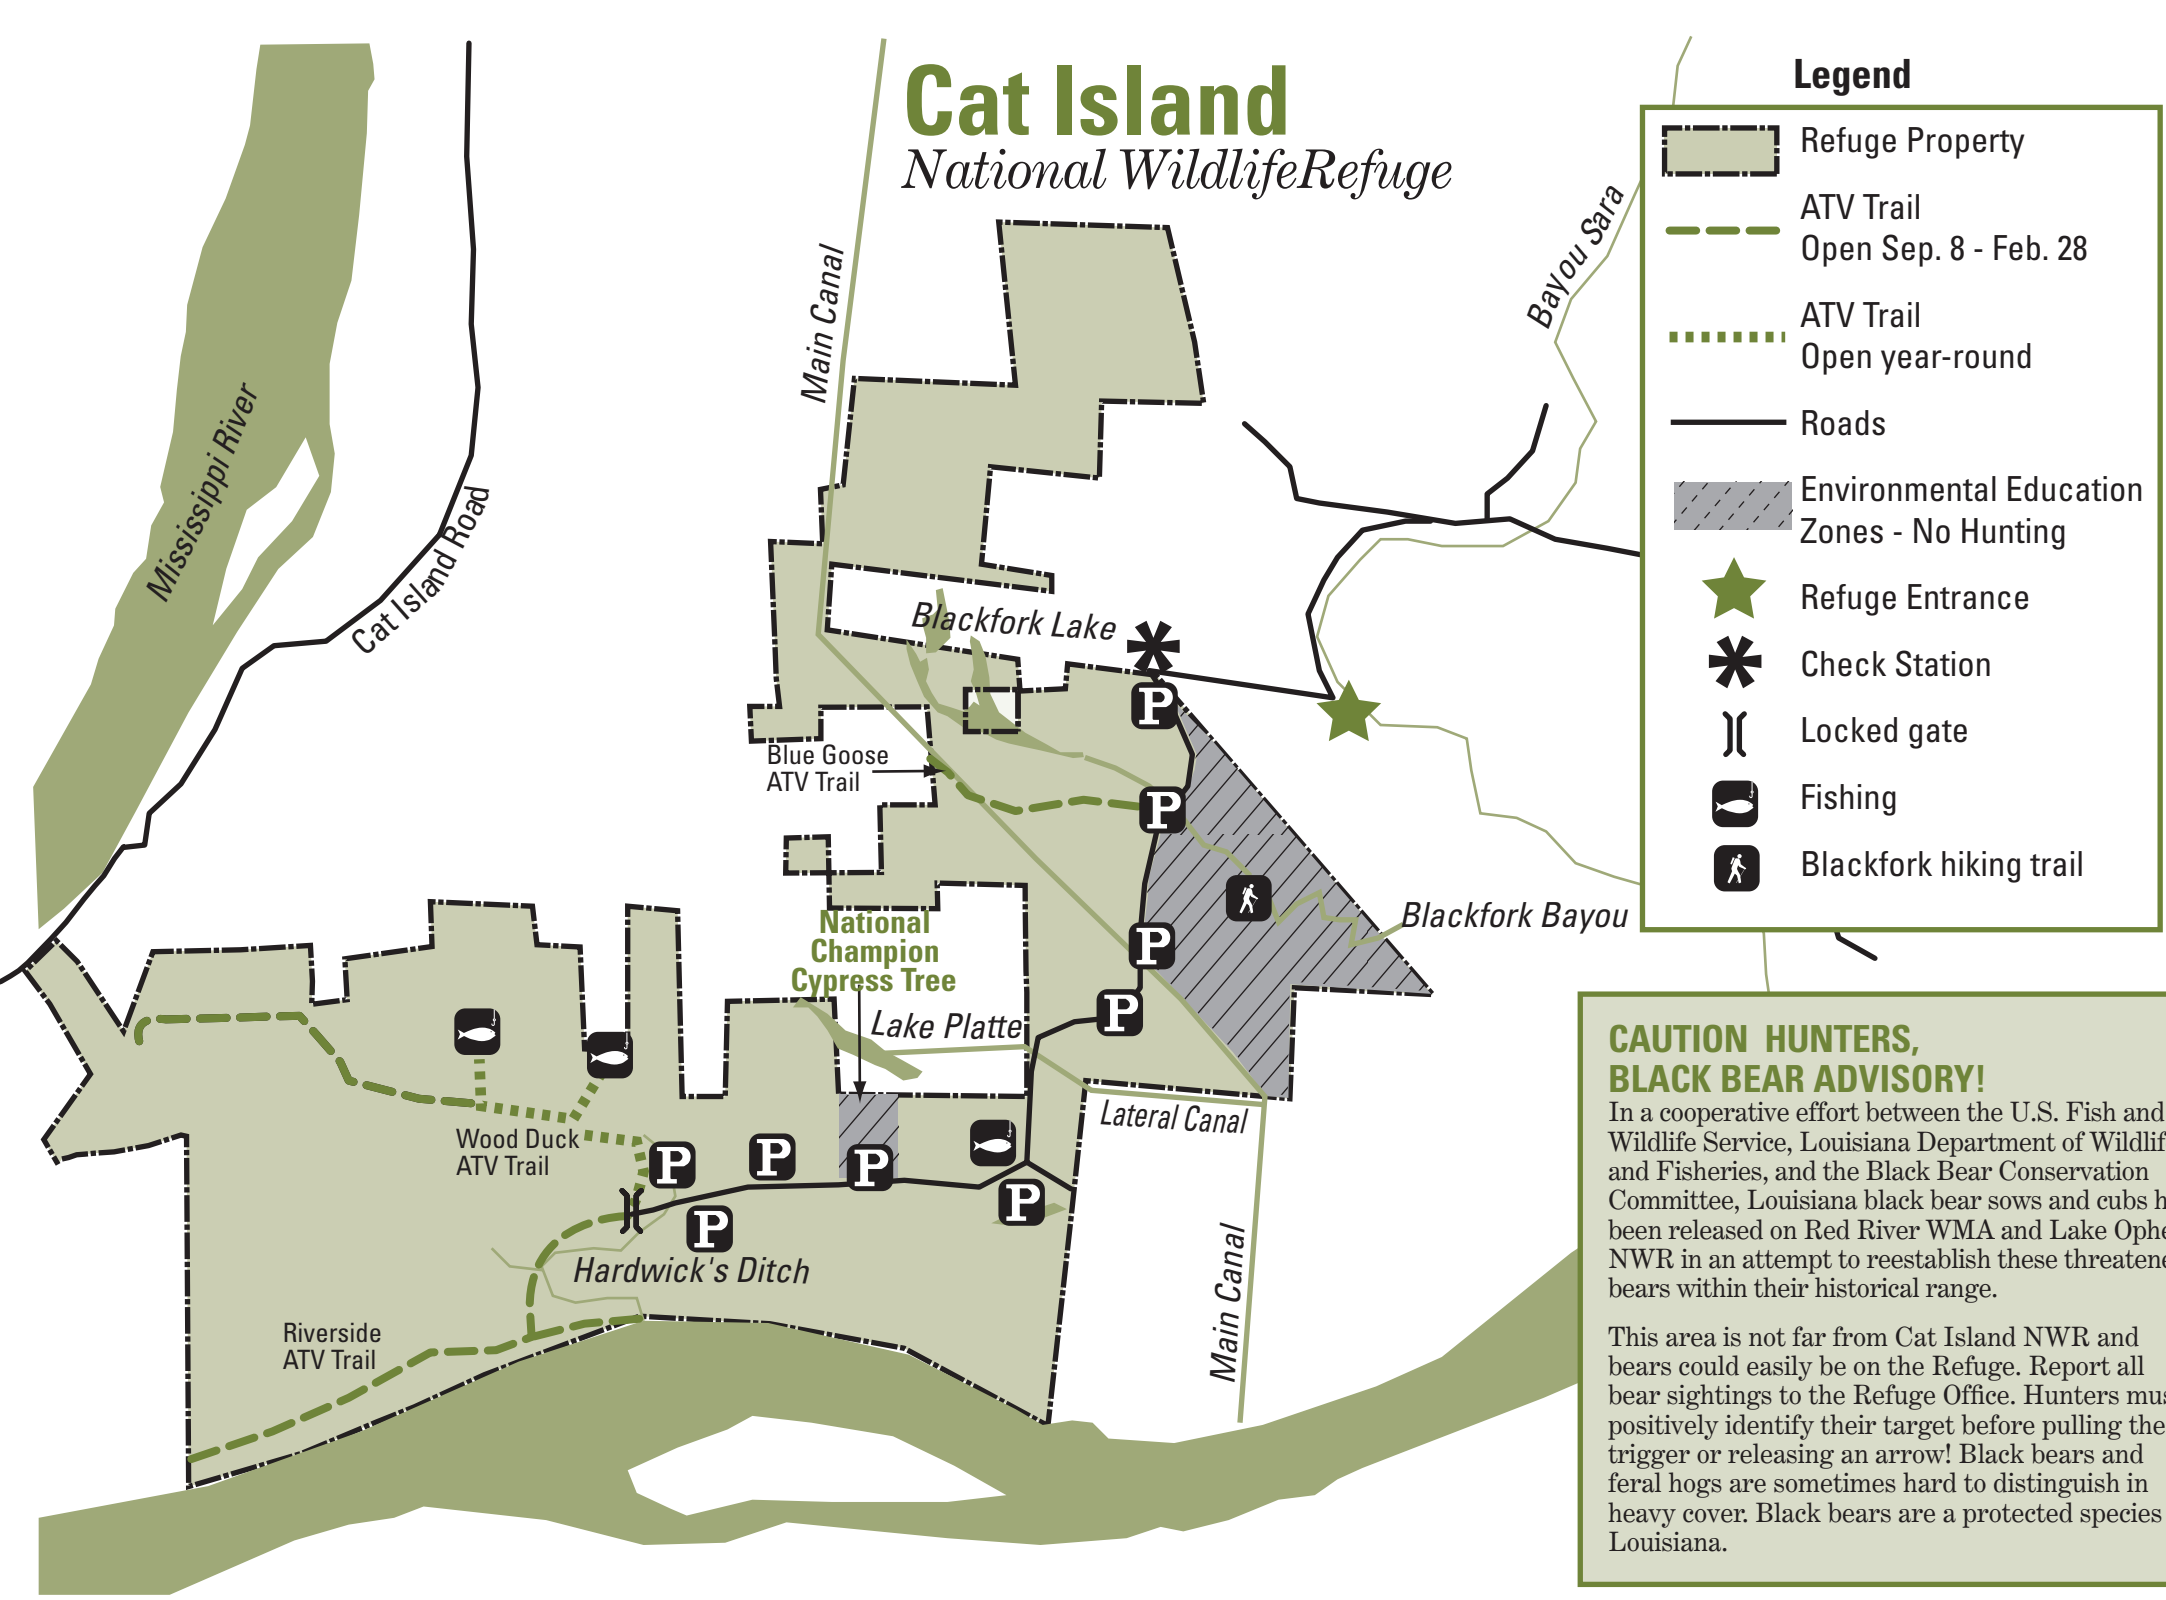 Cat Island
National WildlifeRefuge
Legend
Refuge Property
ATV Trail
Open Sep. 8 - Feb. 28
ATV Trail
Open year-round
Roads
Environmental Education
Zones - No Hunting
Refuge Entrance
Check Station
Locked gate
Fishing
Blackfork hiking trail
Mississippi River
Cat Island Road
Main Canal
Bayou Sara
Blackfork Lake
P
Blue Goose
ATV Trail
P
P
Blackfork Bayou
National
Champion
Cypress Tree
P
Lake Platte
Lateral Canal
Wood Duck
ATV Trail
P
P
P
P
P
Hardwick's Ditch
Main Canal
Riverside
ATV Trail
CAUTION HUNTERS,
BLACK BEAR ADVISORY!
In a cooperative effort between the U.S. Fish and
Wildlife Service, Louisiana Department of Wildlif
and Fisheries, and the Black Bear Conservation
Committee, Louisiana black bear sows and cubs h
been released on Red River WMA and Lake Ophe
NWR in an attempt to reestablish these threatene
bears within their historical range.
This area is not far from Cat Island NWR and
bears could easily be on the Refuge. Report all
bear sightings to the Refuge Office. Hunters mus
positively identify their target before pulling the
trigger or releasing an arrow! Black bears and
feral hogs are sometimes hard to distinguish in
heavy cover. Black bears are a protected species
Louisiana.